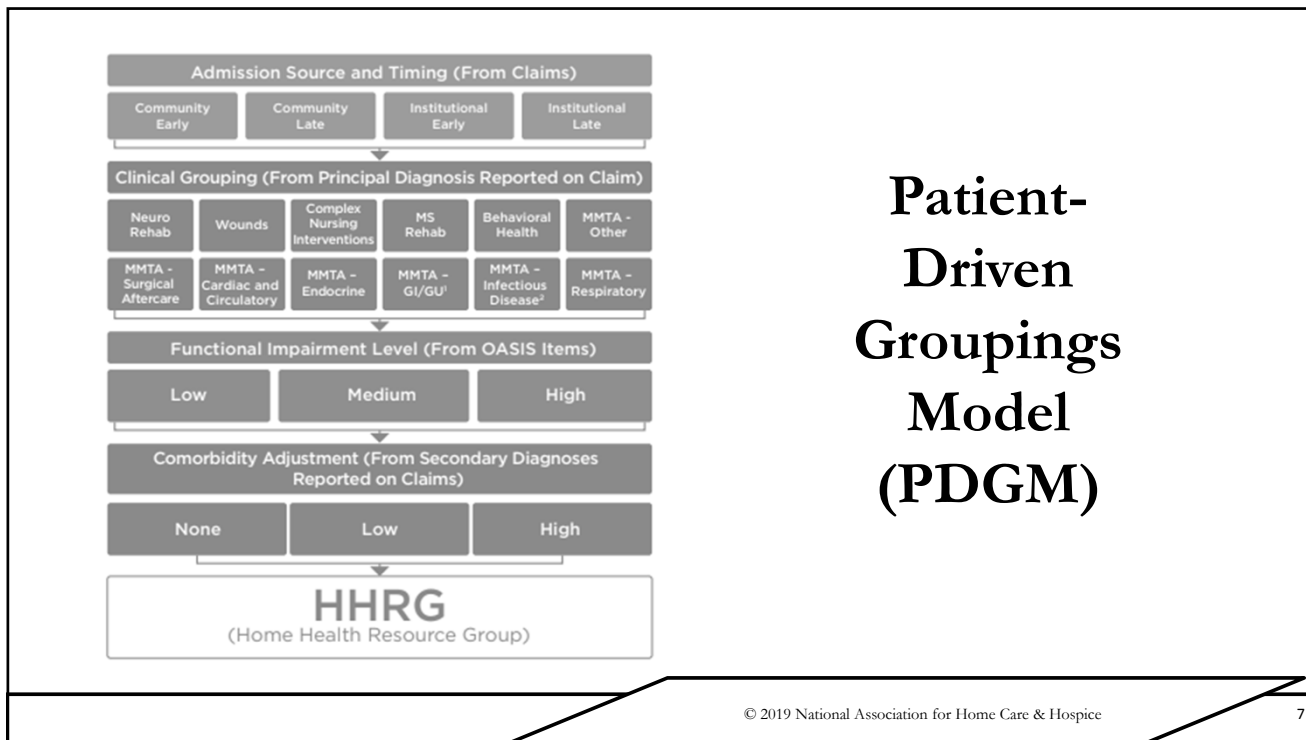 Admission Source and Timing (From Claims)
Community
Early
Community
Late
Institutional
Early
Institutional
Late
Clinical Grouping (From Principal Diagnosis Reported on Claim)
Neuro
Rehab
Wounds
Complex
Nursing
Interventions
MS
Rehab
Behavioral
Health
MMTA -
Other
MMTA -
Surgical
Aftercare
MMTA –
Cardiac and
Circulatory
MMTA –
Endocrine
MMTA –
GI/GU¹
MMTA –
Infectious
Disease²
MMTA –
Respiratory
Functional Impairment Level (From OASIS Items)
Low
Medium
High
Comorbidity Adjustment (From Secondary Diagnoses
Reported on Claims)
None
Low
High
HHRG
(Home Health Resource Group)
Patient-
Driven
Groupings
Model
(PDGM)
© 2019 National Association for Home Care & Hospice
7